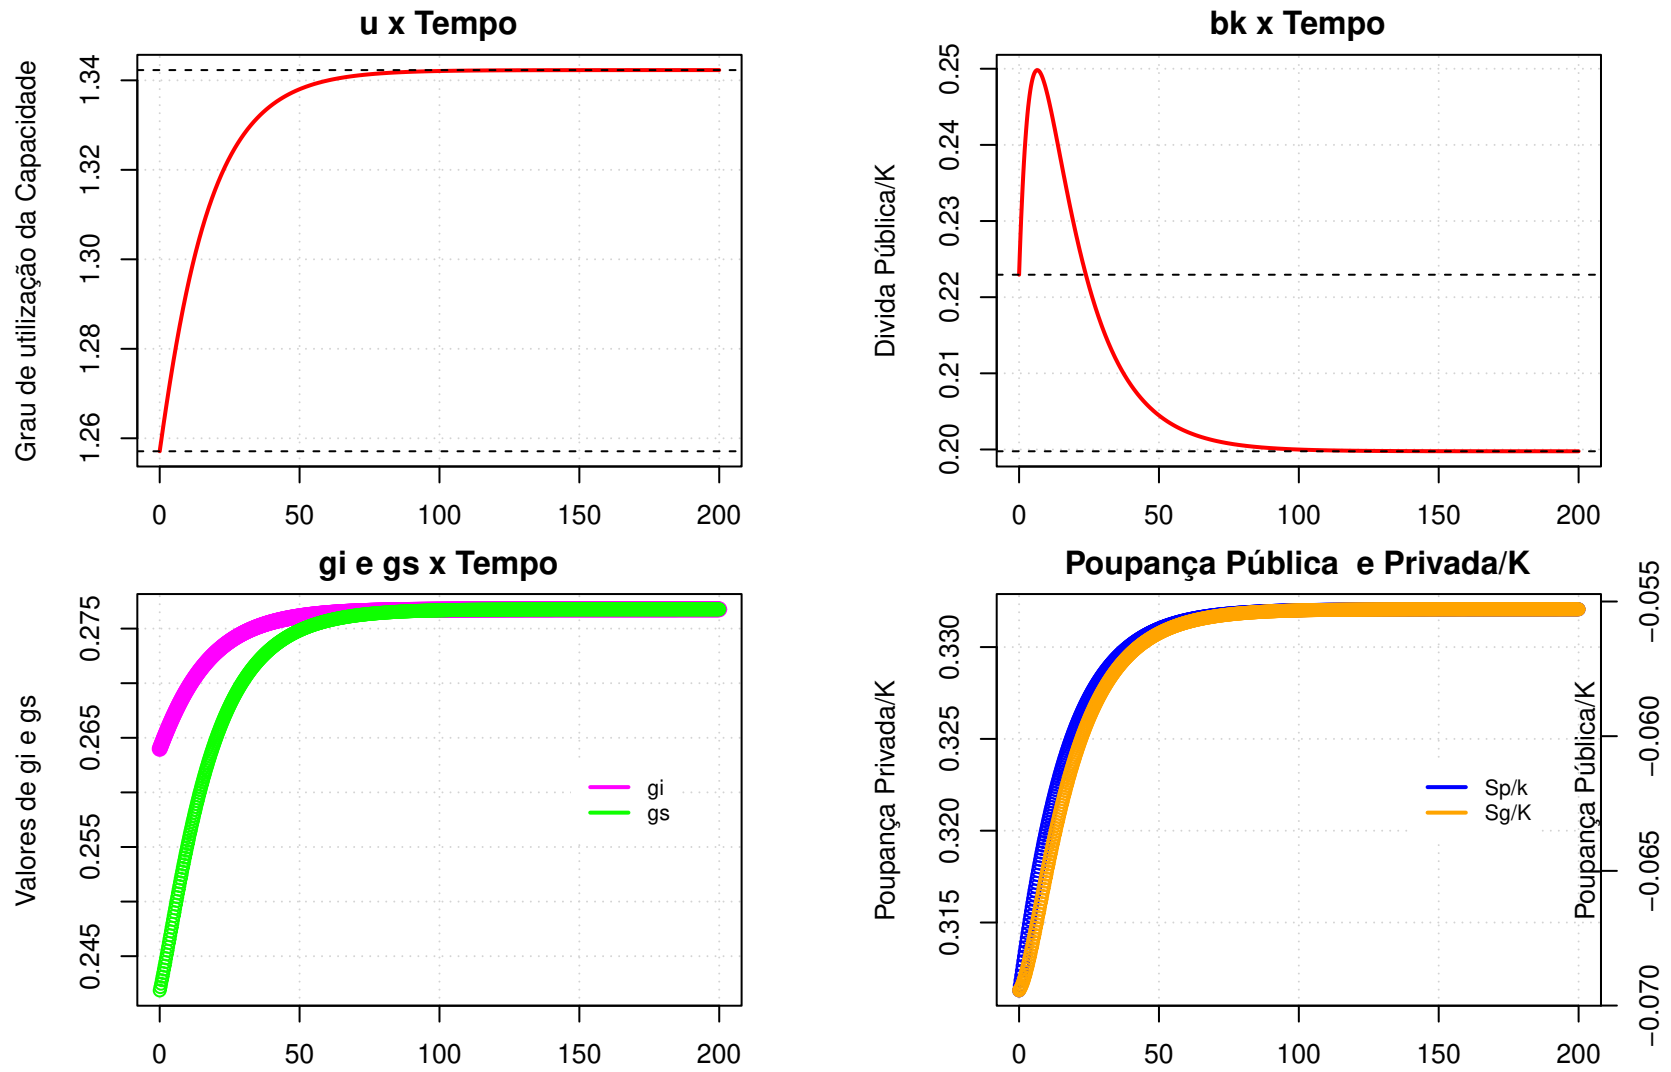 u x Tempo
Grau de utilização da Capacidade
1.34
1.32
1.30
1.28
1.26
0 50 100 150 200
bk x Tempo
Divida Pública/K
0.25
0.24
0.23
0.22
0.21
0.20
0 50 100 150 200
gi e gs x Tempo
Valores de gi e gs
0.275
0.265
0.255
0.245
gi
gs
0 50 100 150 200
Poupança Pública e Privada/K
Poupança Privada/K
0.330
0.325
0.320
0.315
Sp/k
Sg/K
Poupança Pública/K
−0.055
−0.060
−0.065
−0.070
0 50 100 150 200